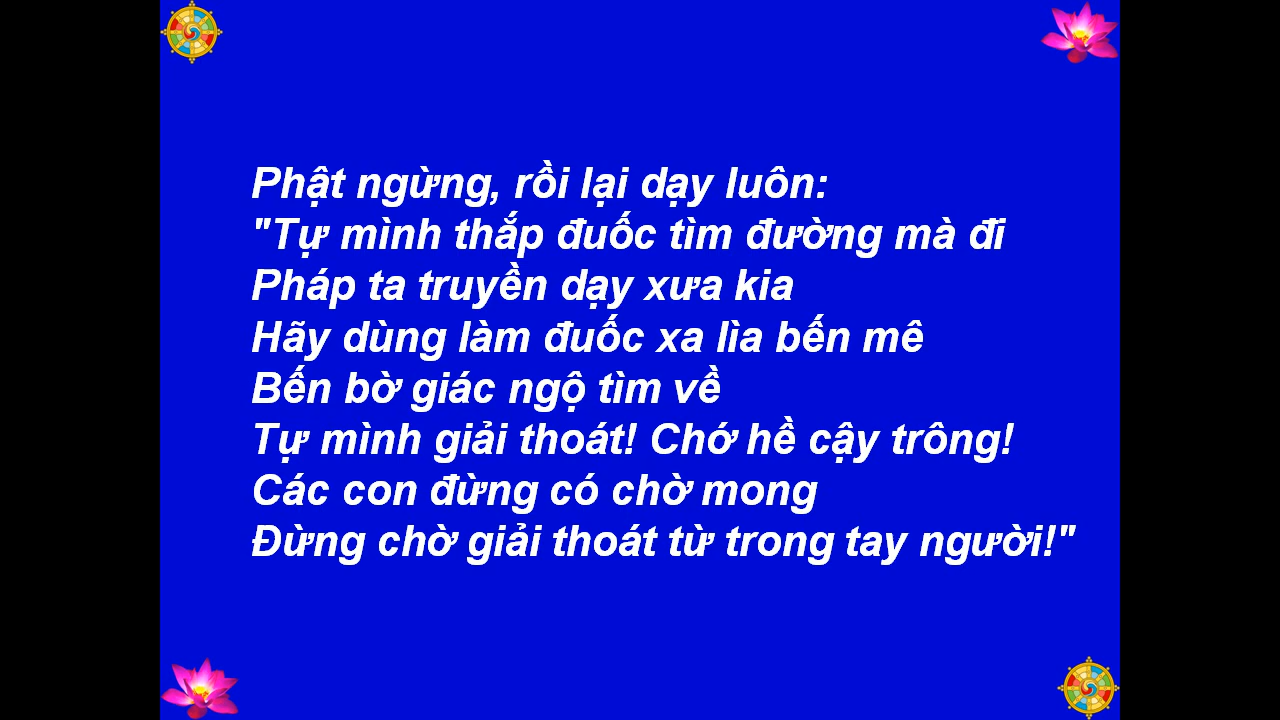 Phật ngừng, rồi lại dạy luôn:
"Tự mình thắp đuốc tìm đường mà đi
Pháp ta truyền dạy xưa kia
Hãy dùng làm đuốc xa lìa bến mê
Bến bờ giác ngộ tìm về
Tự mình giải thoát! Chớ hề cậy trông!
Các con đừng có chờ mong
Đừng chờ giải thoát từ trong tay người!"